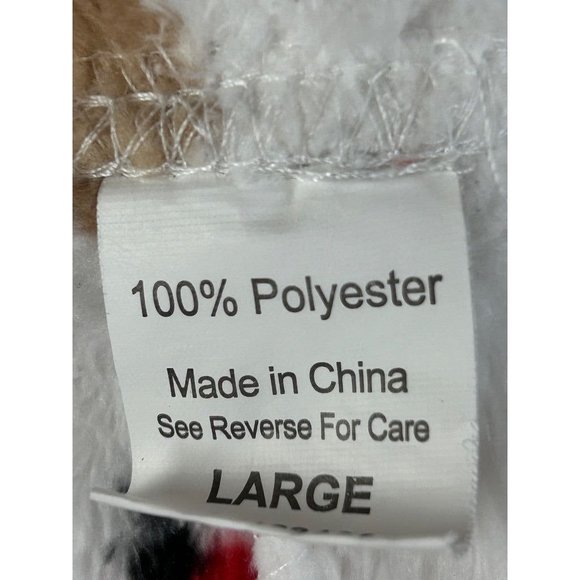 100% Polyester
Made in China
See Reverse For Care
LARGE